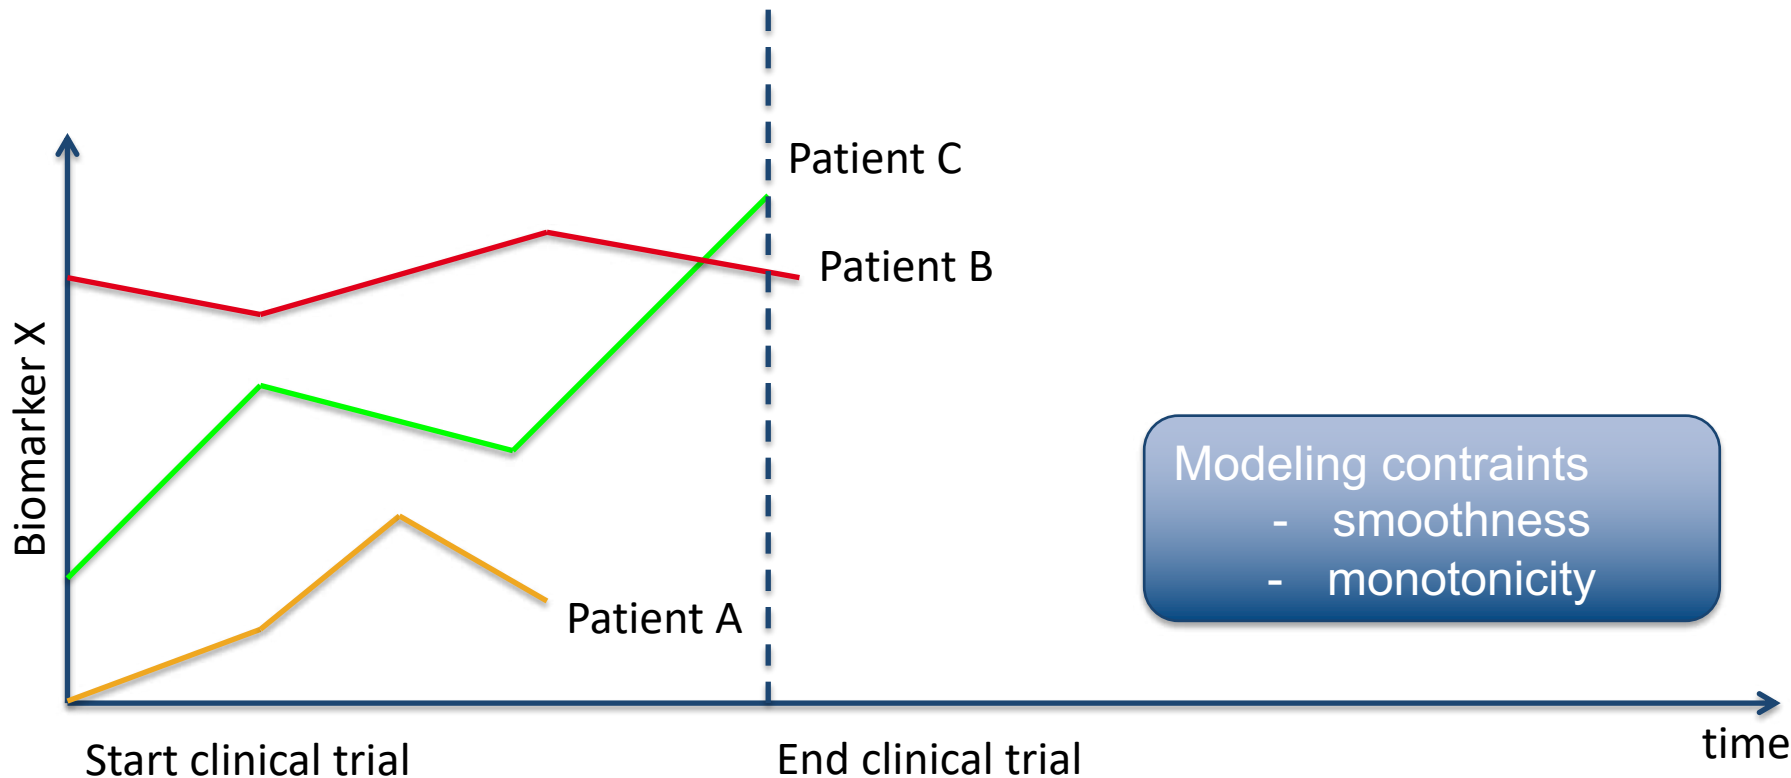 Patient C
Patient B
Biomarker X
Modeling contraints
- smoothness
- monotonicity
Patient A
time
Start clinical trial
End clinical trial